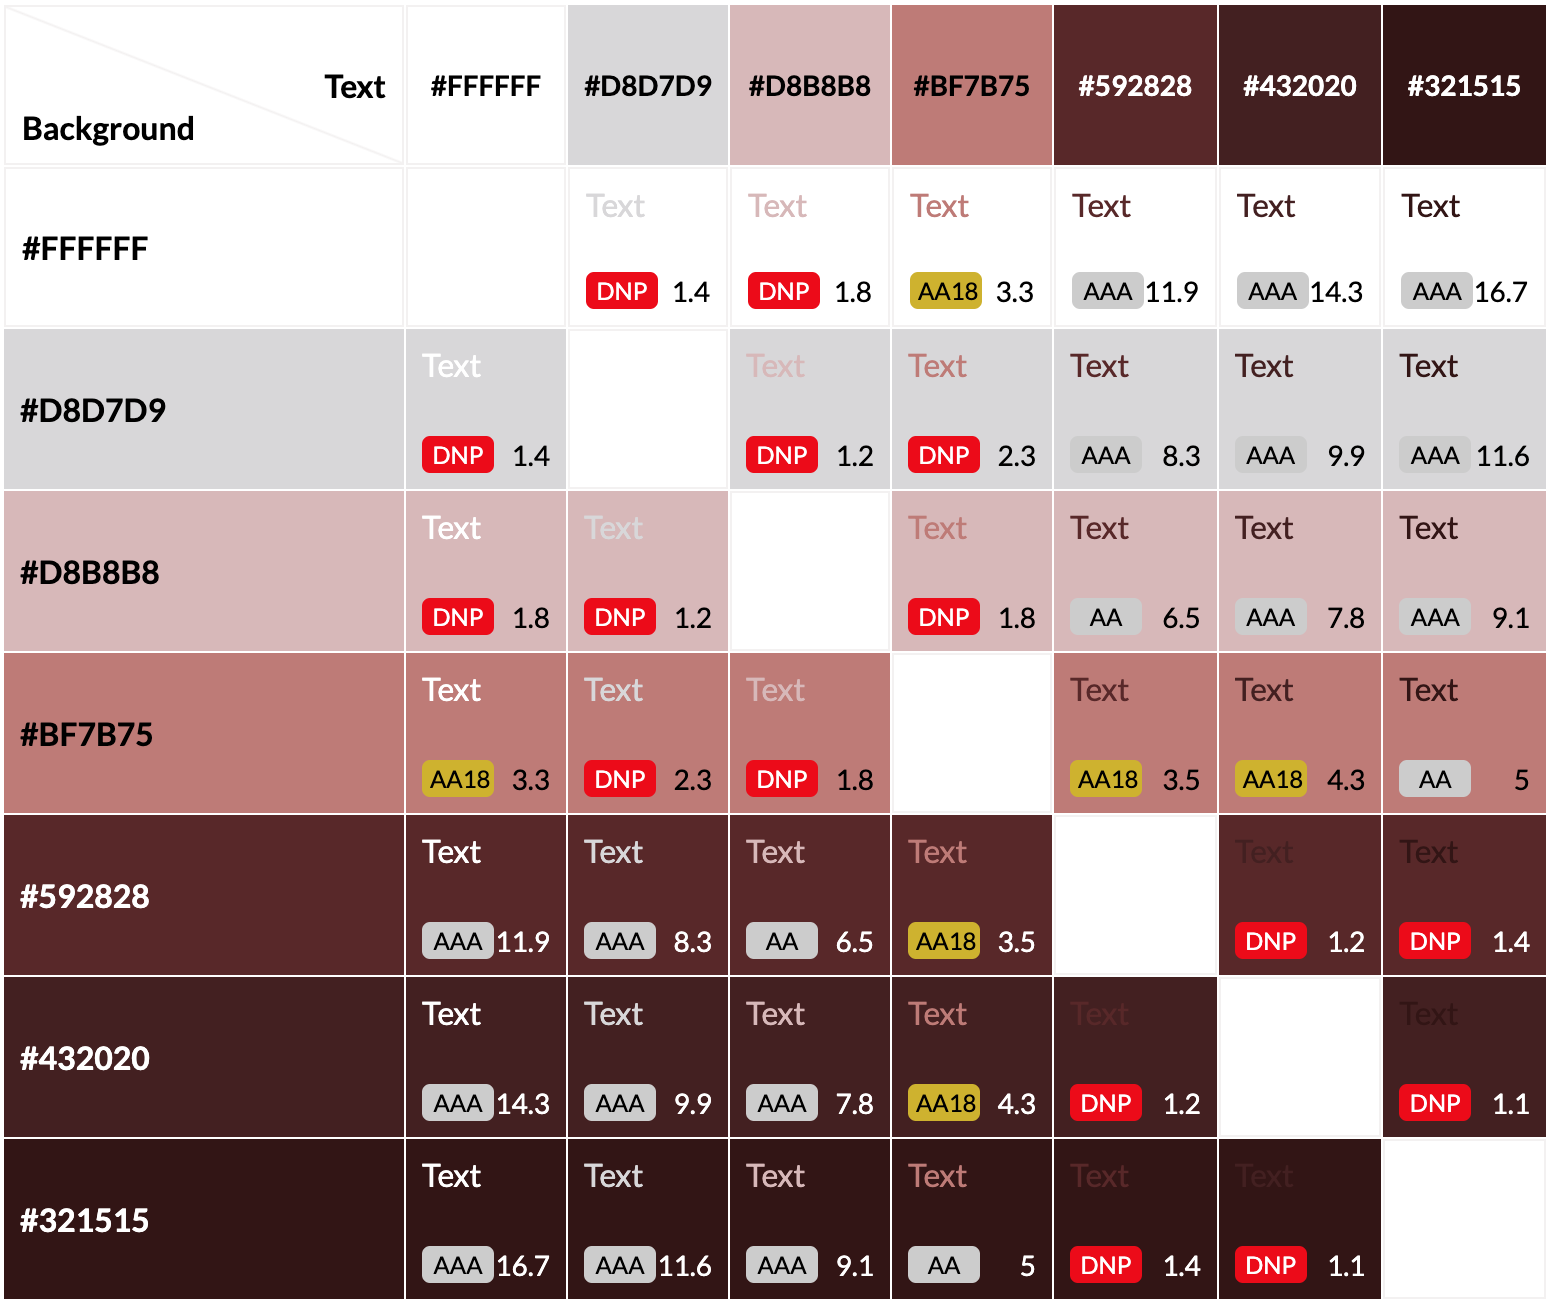 Text
Background
#FFFFFF #D8D7D9 #D8B8B8 #BF7B75 #592828 #432020 #321515
#FFFFFF
Text Text Text Text Text Text
DNP 1.4 DNP 1.8 AA18 3.3 AAA 11.9 AAA 14.3 AAA 16.7
#D8D7D9
Text Text Text Text Text Text
DNP 1.4 DNP 1.2 DNP 2.3 AAA 8.3 AAA 9.9 AAA 11.6
#D8B8B8
Text Text Text Text Text Text
DNP 1.8 DNP 1.2 DNP 1.8 AA 6.5 AAA 7.8 AAA 9.1
#BF7B75
Text Text Text Text Text Text
AA18 3.3 DNP 2.3 DNP 1.8 AA18 3.5 AA18 4.3 AA 5
#592828
Text Text Text Text Text Text
AAA 11.9 AAA 8.3 AA 6.5 AA18 3.5 DNP 1.2 DNP 1.4
#432020
Text Text Text Text Text Text
AAA 14.3 AAA 9.9 AAA 7.8 AA18 4.3 DNP 1.2 DNP 1.1
#321515
Text Text Text Text Text Text
AAA 16.7 AAA 11.6 AAA 9.1 AA 5 DNP 1.4 DNP 1.1